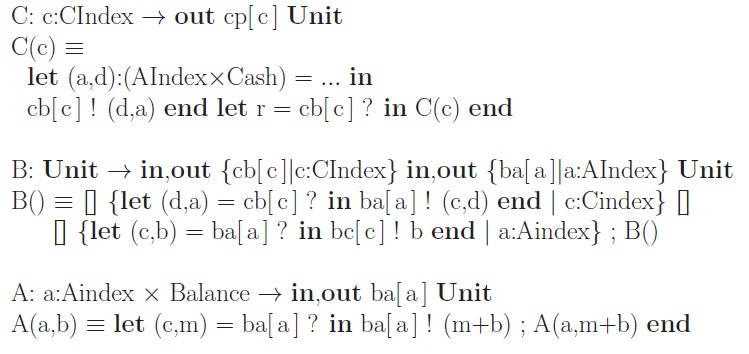 C: c:CIndex → out cp[c] Unit
C(c) ≡
let (a,d):(AIndex×Cash) = ... in
cb[c] ! (d,a) end let r = cb[c] ? in C(c) end
B: Unit → in,out {cb[c]|c:CIndex} in,out {ba[a]|a:AIndex} Unit
B() ≡ [] {let (d,a) = cb[c] ? in ba[a] ! (c,d) end | c:Cindex} []
[] {let (c,b) = ba[a] ? in bc[c] ! b end | a:Aindex} ; B()
A: a:Aindex × Balance → in,out ba[a] Unit
A(a,b) ≡ let (c,m) = ba[a] ? in ba[a] ! (m+b) ; A(a,m+b) end